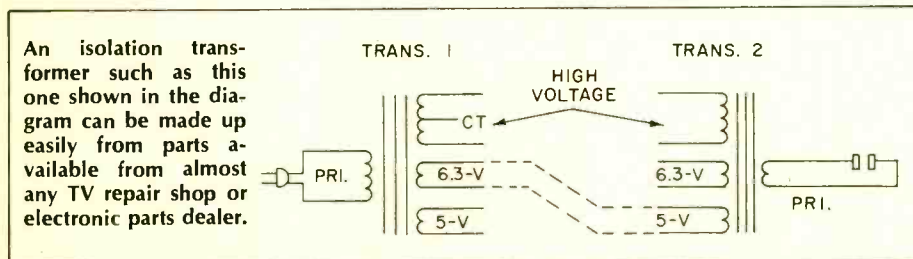 An isolation trans-
former such as this
one shown in the dia-
gram can be made up
easily from parts a-
vailable from almost
any TV repair shop or
electronic parts dealer.
TRANS. 1
TRANS. 2
HIGH
VOLTAGE
CT
PRI.
6.3-V
5-V
6.3-V
5-V
PRI.